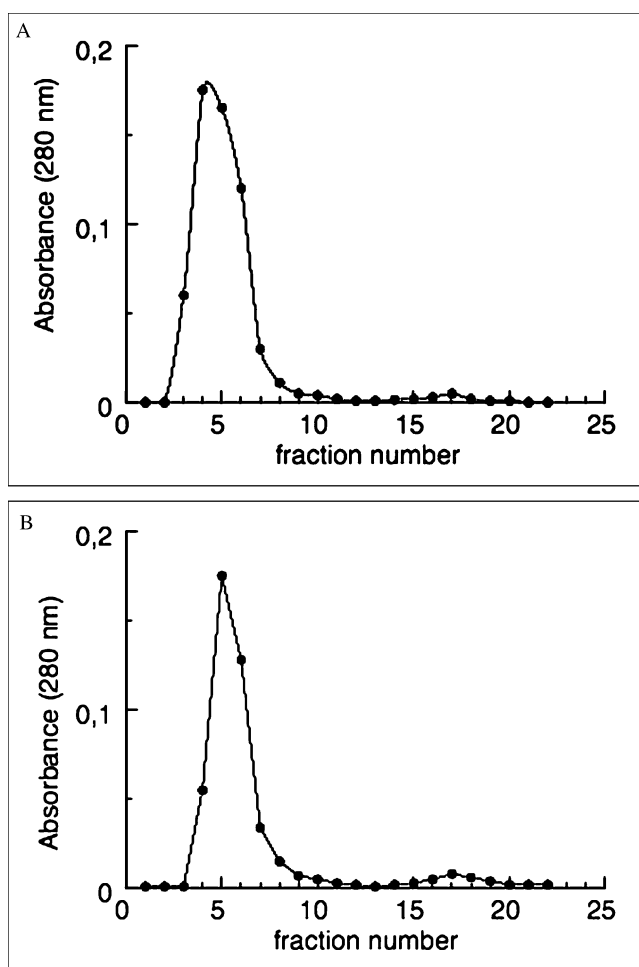 A
0,2
0,1
0
Absorbance (280 nm)
0 5 10 15 20 25
fraction number
B
0,2
0,1
0
Absorbance (280 nm)
0 5 10 15 20 25
fraction number